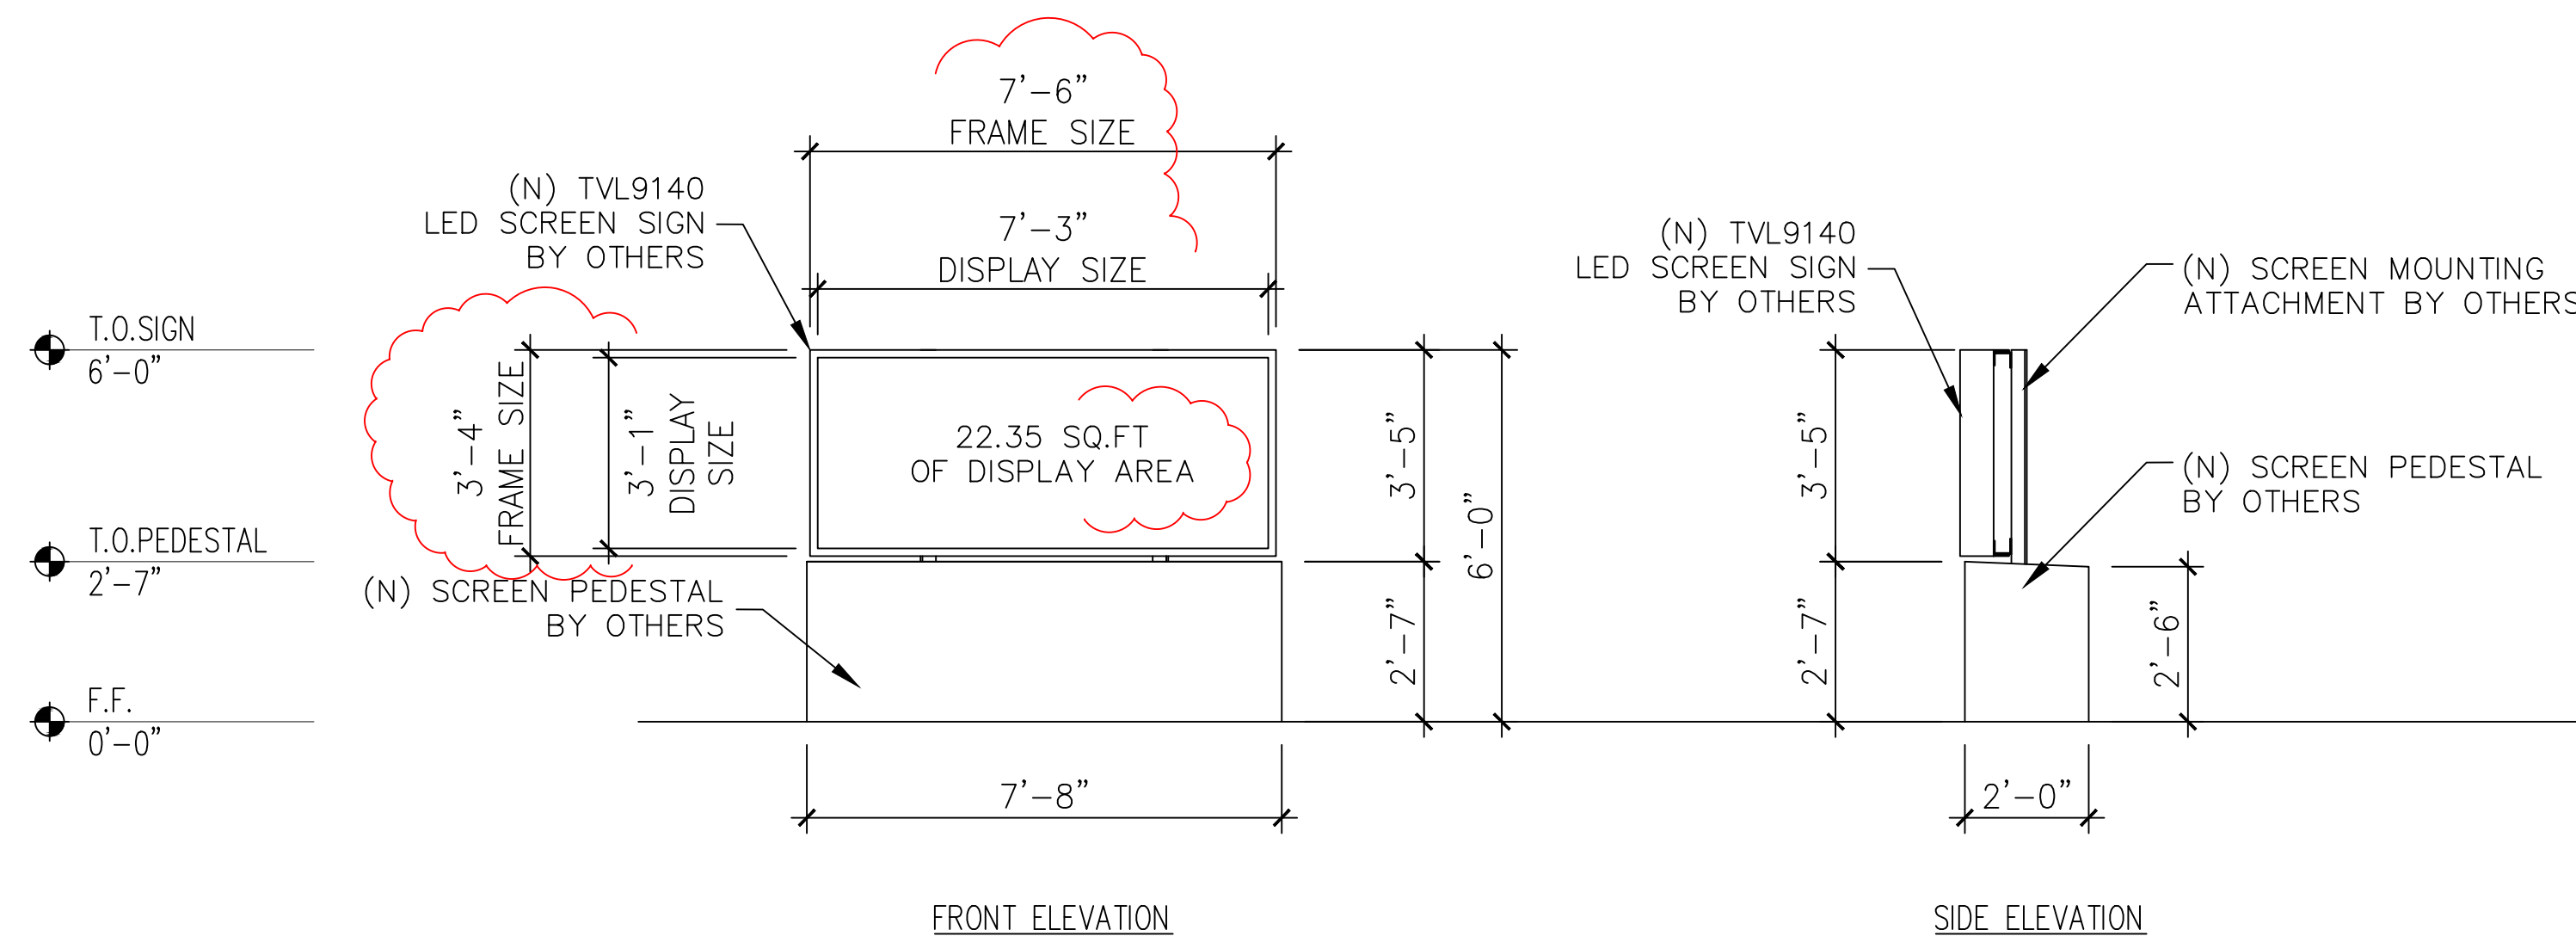 7'-6"
FRAME SIZE
(N) TVL9140
LED SCREEN SIGN
BY OTHERS
7'-3"
DISPLAY SIZE
T.O.SIGN
6'-0"
3'-4"
FRAME SIZE
3'-1"
DISPLAY
SIZE
22.35 SQ.FT
OF DISPLAY AREA
3'-5"
6'-0"
T.O.PEDESTAL
2'-7"
(N) SCREEN PEDESTAL
BY OTHERS
2'-7"
F.F.
0'-0"
7'-8"
FRONT ELEVATION
(N) TVL9140
LED SCREEN SIGN
BY OTHERS
(N) SCREEN MOUNTING
ATTACHMENT BY OTHERS
3'-5"
(N) SCREEN PEDESTAL
BY OTHERS
2'-7"
2'-6"
2'-0"
SIDE ELEVATION